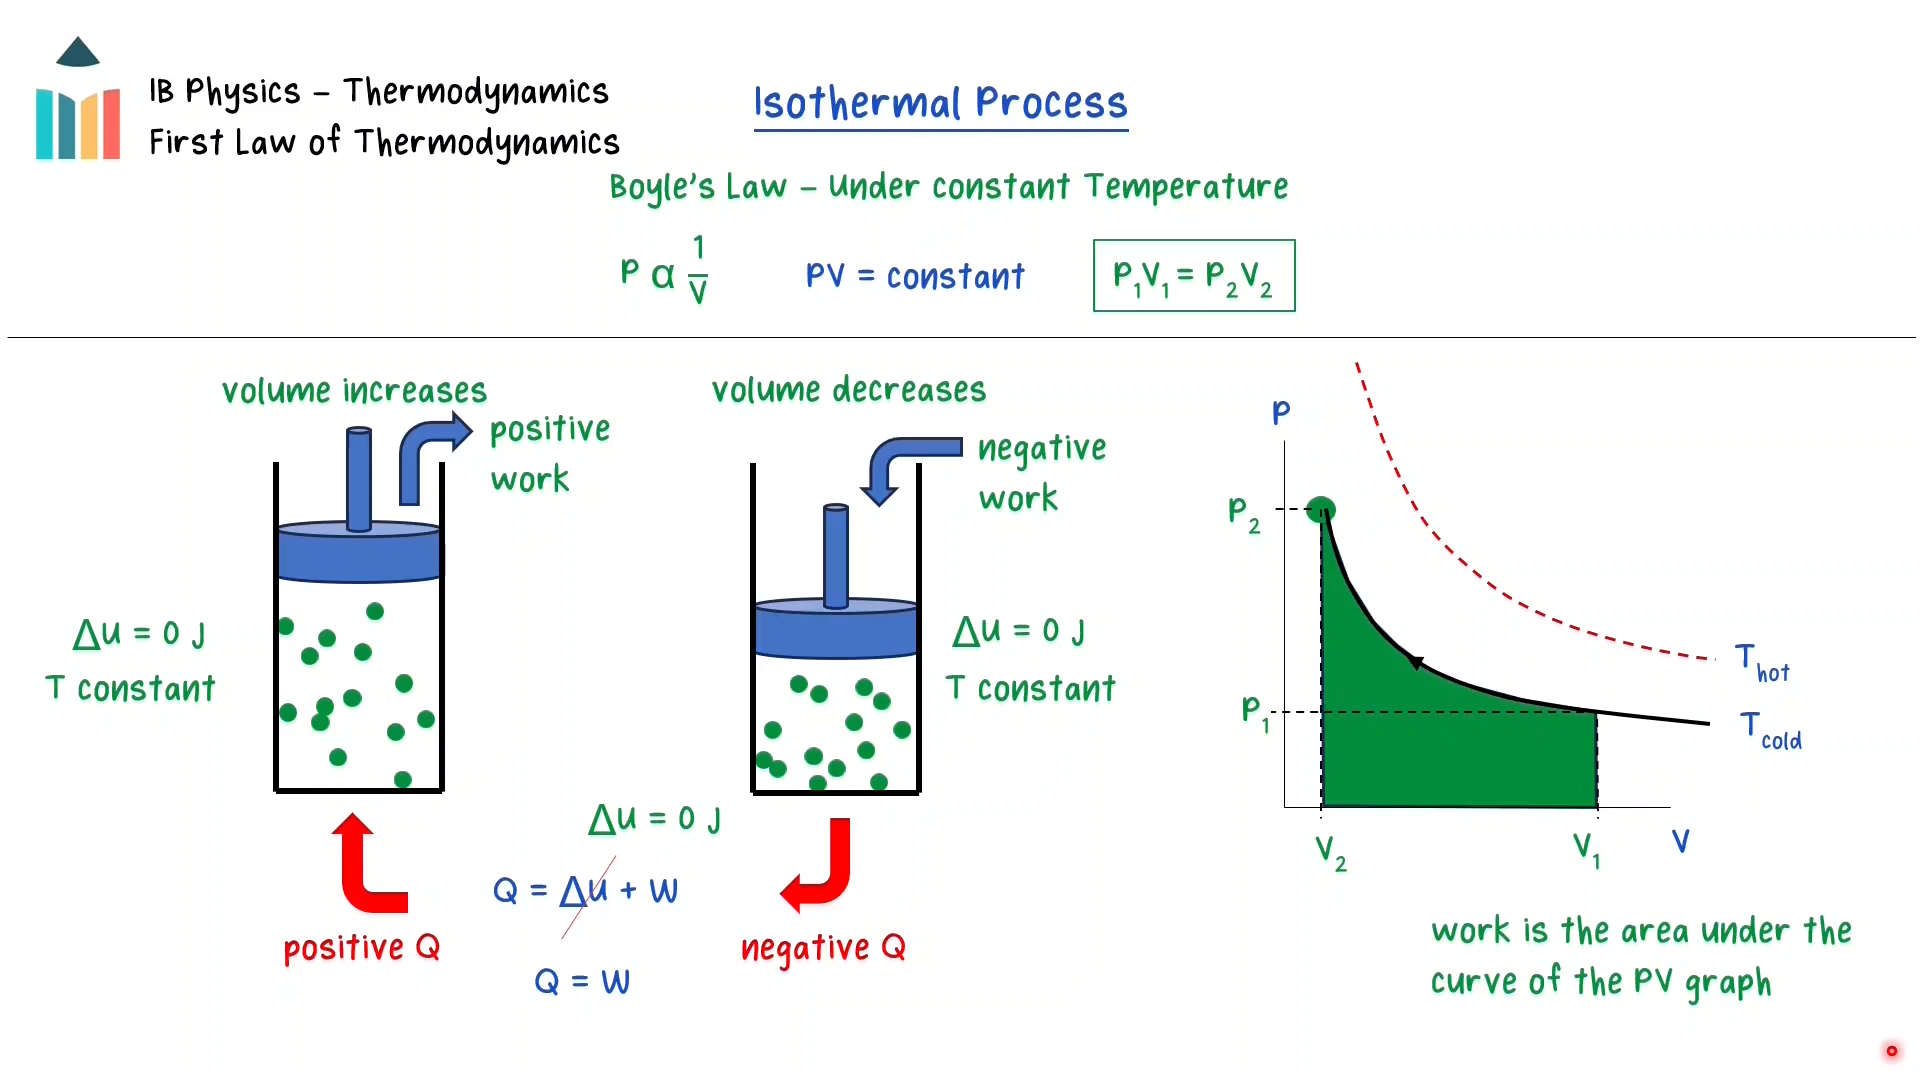 IB Physics – Thermodynamics
First Law of Thermodynamics
Isothermal Process
Boyle's Law – Under constant Temperature
P α 1/V
PV = constant
P₁V₁ = P₂V₂
volume increases
positive
work
ΔU = 0 J
T constant
positive Q
volume decreases
negative
work
ΔU = 0 J
T constant
negative Q
ΔU = 0 J
Q = ΔU + W
Q = W
P
P₂
P₁
V₂
V₁
V
T hot
T cold
work is the area under the
curve of the PV graph